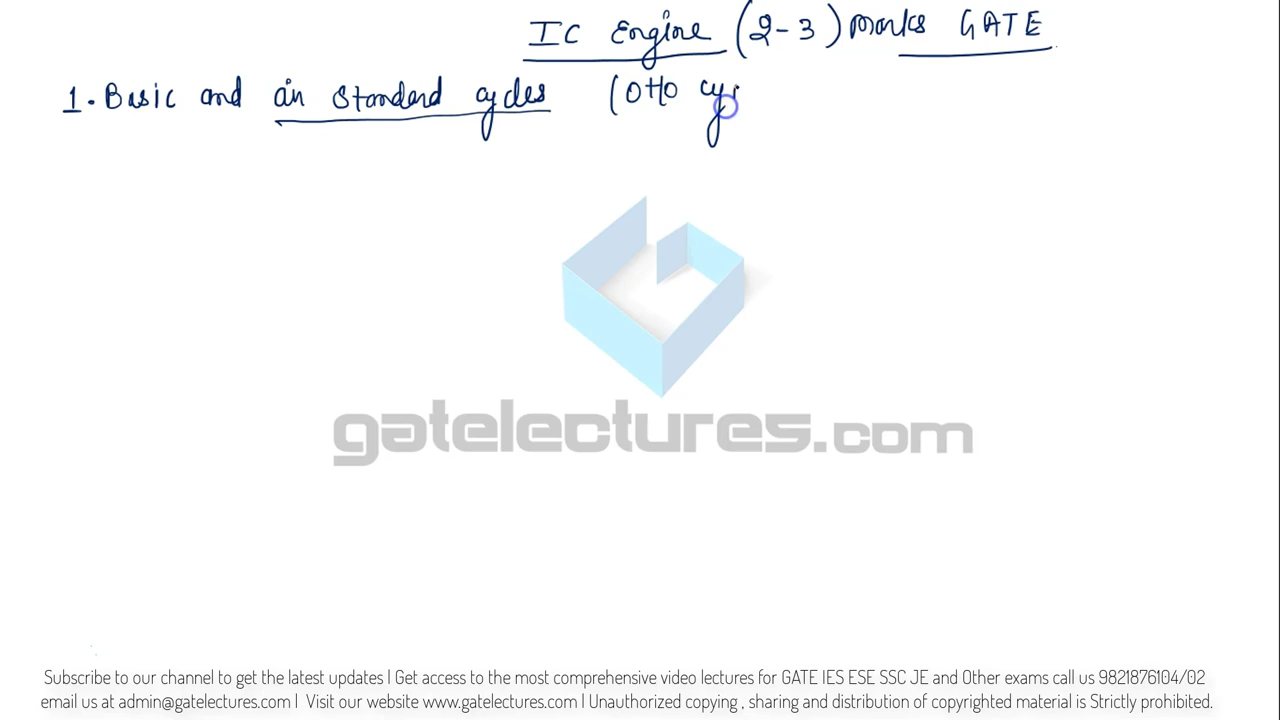 IC Engine (2-3) marks GATE
1. Basic and air standard cycles (Otto cy
gatelectures.com
Subscribe to our channel to get the latest updates | Get access to the most comprehensive video lectures for GATE IES ESE SSC JE and Other exams call us 9821876104/02
email us at admin@gatelectures.com | Visit our website www.gatelectures.com | Unauthorized copying , sharing and distribution of copyrighted material is Strictly prohibited.